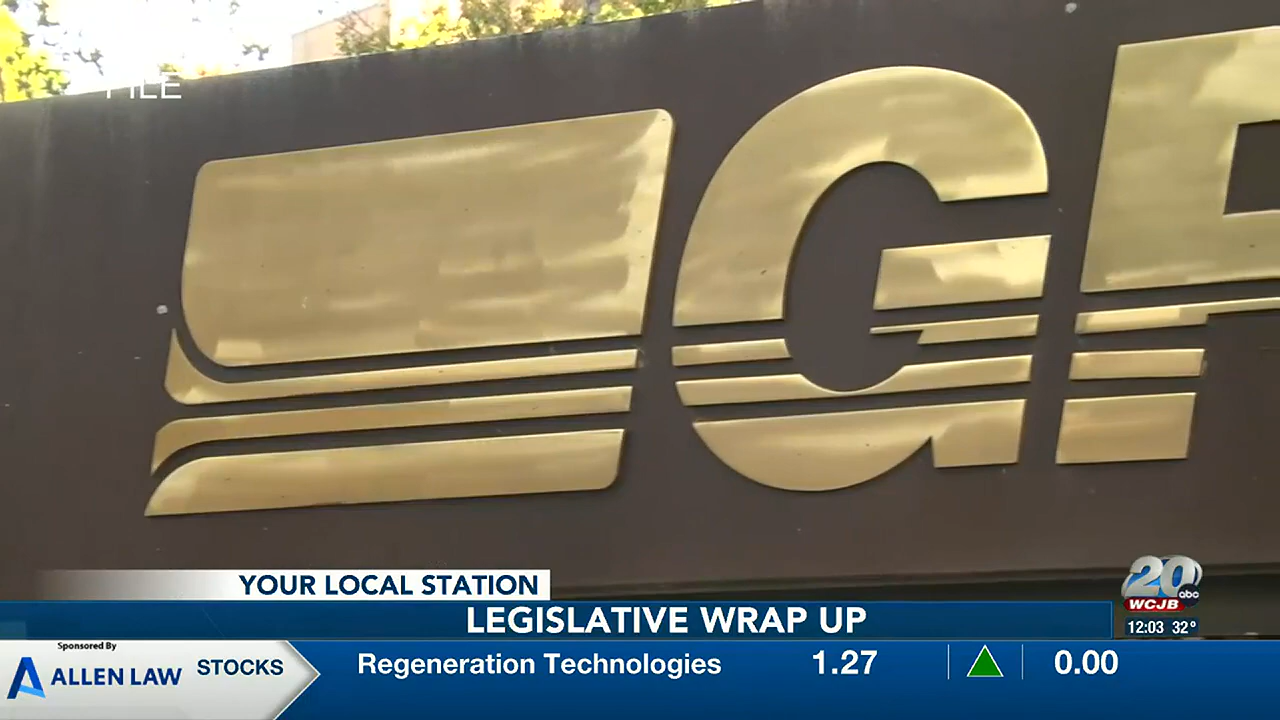 FILE
GR
YOUR LOCAL STATION
LEGISLATIVE WRAP UP
20
abc
WCJB
12:03 32°
Sponsored By
ALLEN LAW
STOCKS
Regeneration Technologies 1.27 0.00